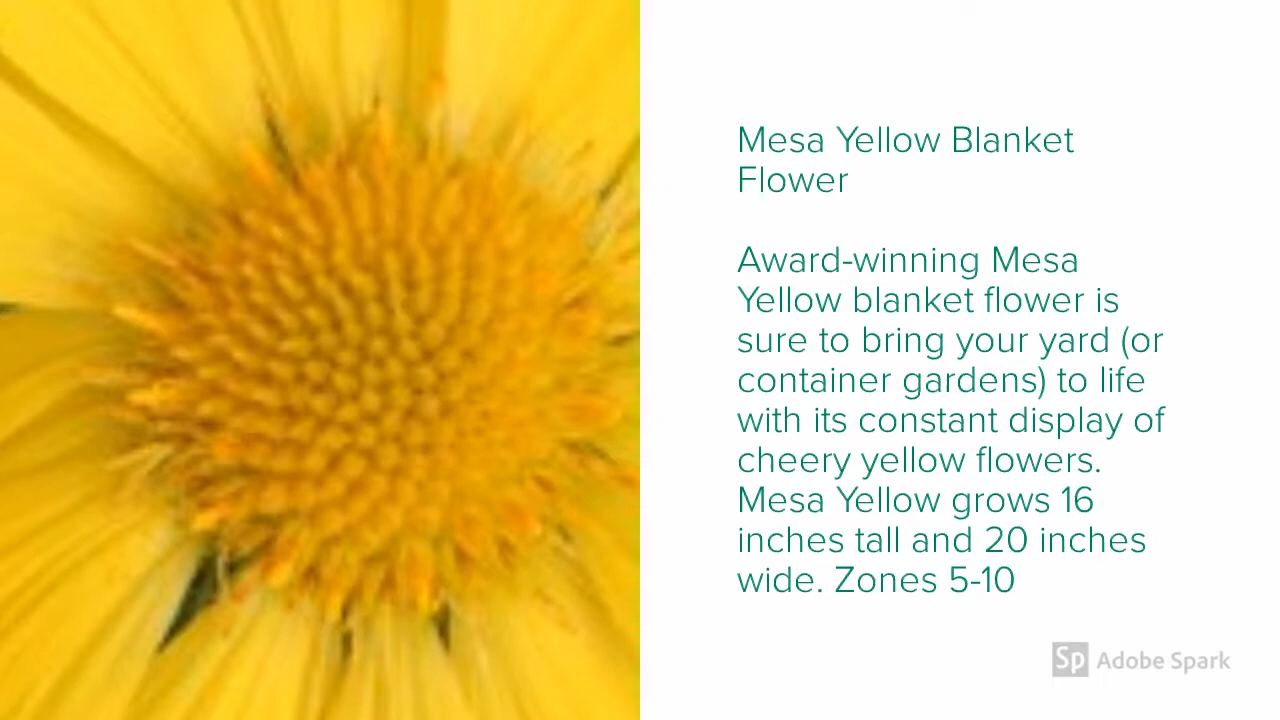 Mesa Yellow Blanket
Flower
Award-winning Mesa
Yellow blanket flower is
sure to bring your yard (or
container gardens) to life
with its constant display of
cheery yellow flowers.
Mesa Yellow grows 16
inches tall and 20 inches
wide. Zones 5-10
Sp Adobe Spark